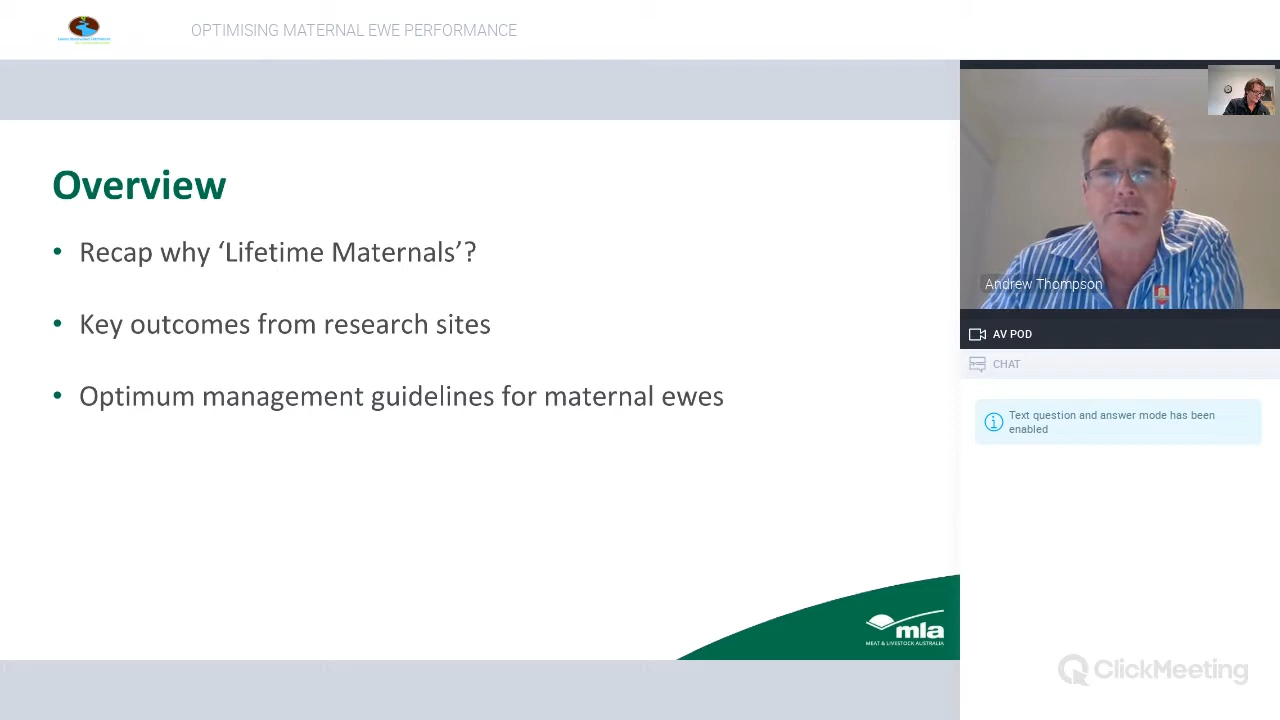 OPTIMISING MATERNAL EWE PERFORMANCE
Overview
• Recap why ‘Lifetime Maternals’?
• Key outcomes from research sites
• Optimum management guidelines for maternal ewes
mla
MEAT & LIVESTOCK AUSTRALIA
Andrew Thompson
AV POD
CHAT
Text question and answer mode has been
enabled
ClickMeeting